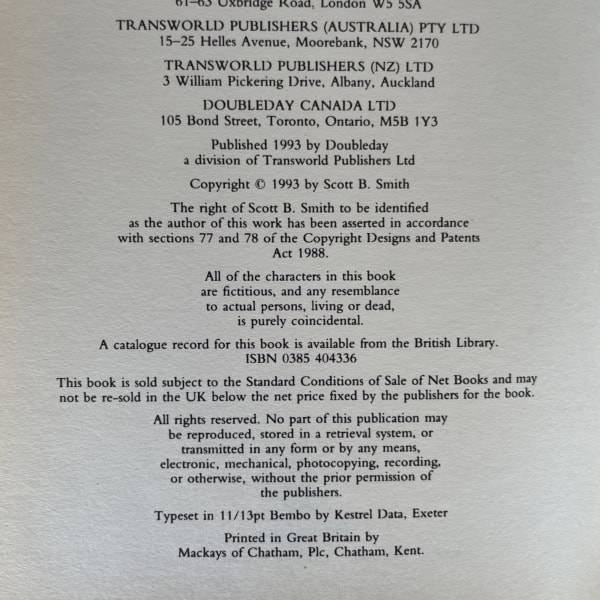 61–63 Uxbridge Road, London W5 5SA
TRANSWORLD PUBLISHERS (AUSTRALIA) PTY LTD
15–25 Helles Avenue, Moorebank, NSW 2170
TRANSWORLD PUBLISHERS (NZ) LTD
3 William Pickering Drive, Albany, Auckland
DOUBLEDAY CANADA LTD
105 Bond Street, Toronto, Ontario, M5B 1Y3
Published 1993 by Doubleday
a division of Transworld Publishers Ltd
Copyright © 1993 by Scott B. Smith
The right of Scott B. Smith to be identified
as the author of this work has been asserted in accordance
with sections 77 and 78 of the Copyright Designs and Patents
Act 1988.
All of the characters in this book
are fictitious, and any resemblance
to actual persons, living or dead,
is purely coincidental.
A catalogue record for this book is available from the British Library.
ISBN 0385 404336
This book is sold subject to the Standard Conditions of Sale of Net Books and may
not be re-sold in the UK below the net price fixed by the publishers for the book.
All rights reserved. No part of this publication may
be reproduced, stored in a retrieval system, or
transmitted in any form or by any means,
electronic, mechanical, photocopying, recording,
or otherwise, without the prior permission of
the publishers.
Typeset in 11/13pt Bembo by Kestrel Data, Exeter
Printed in Great Britain by
Mackays of Chatham, Plc, Chatham, Kent.